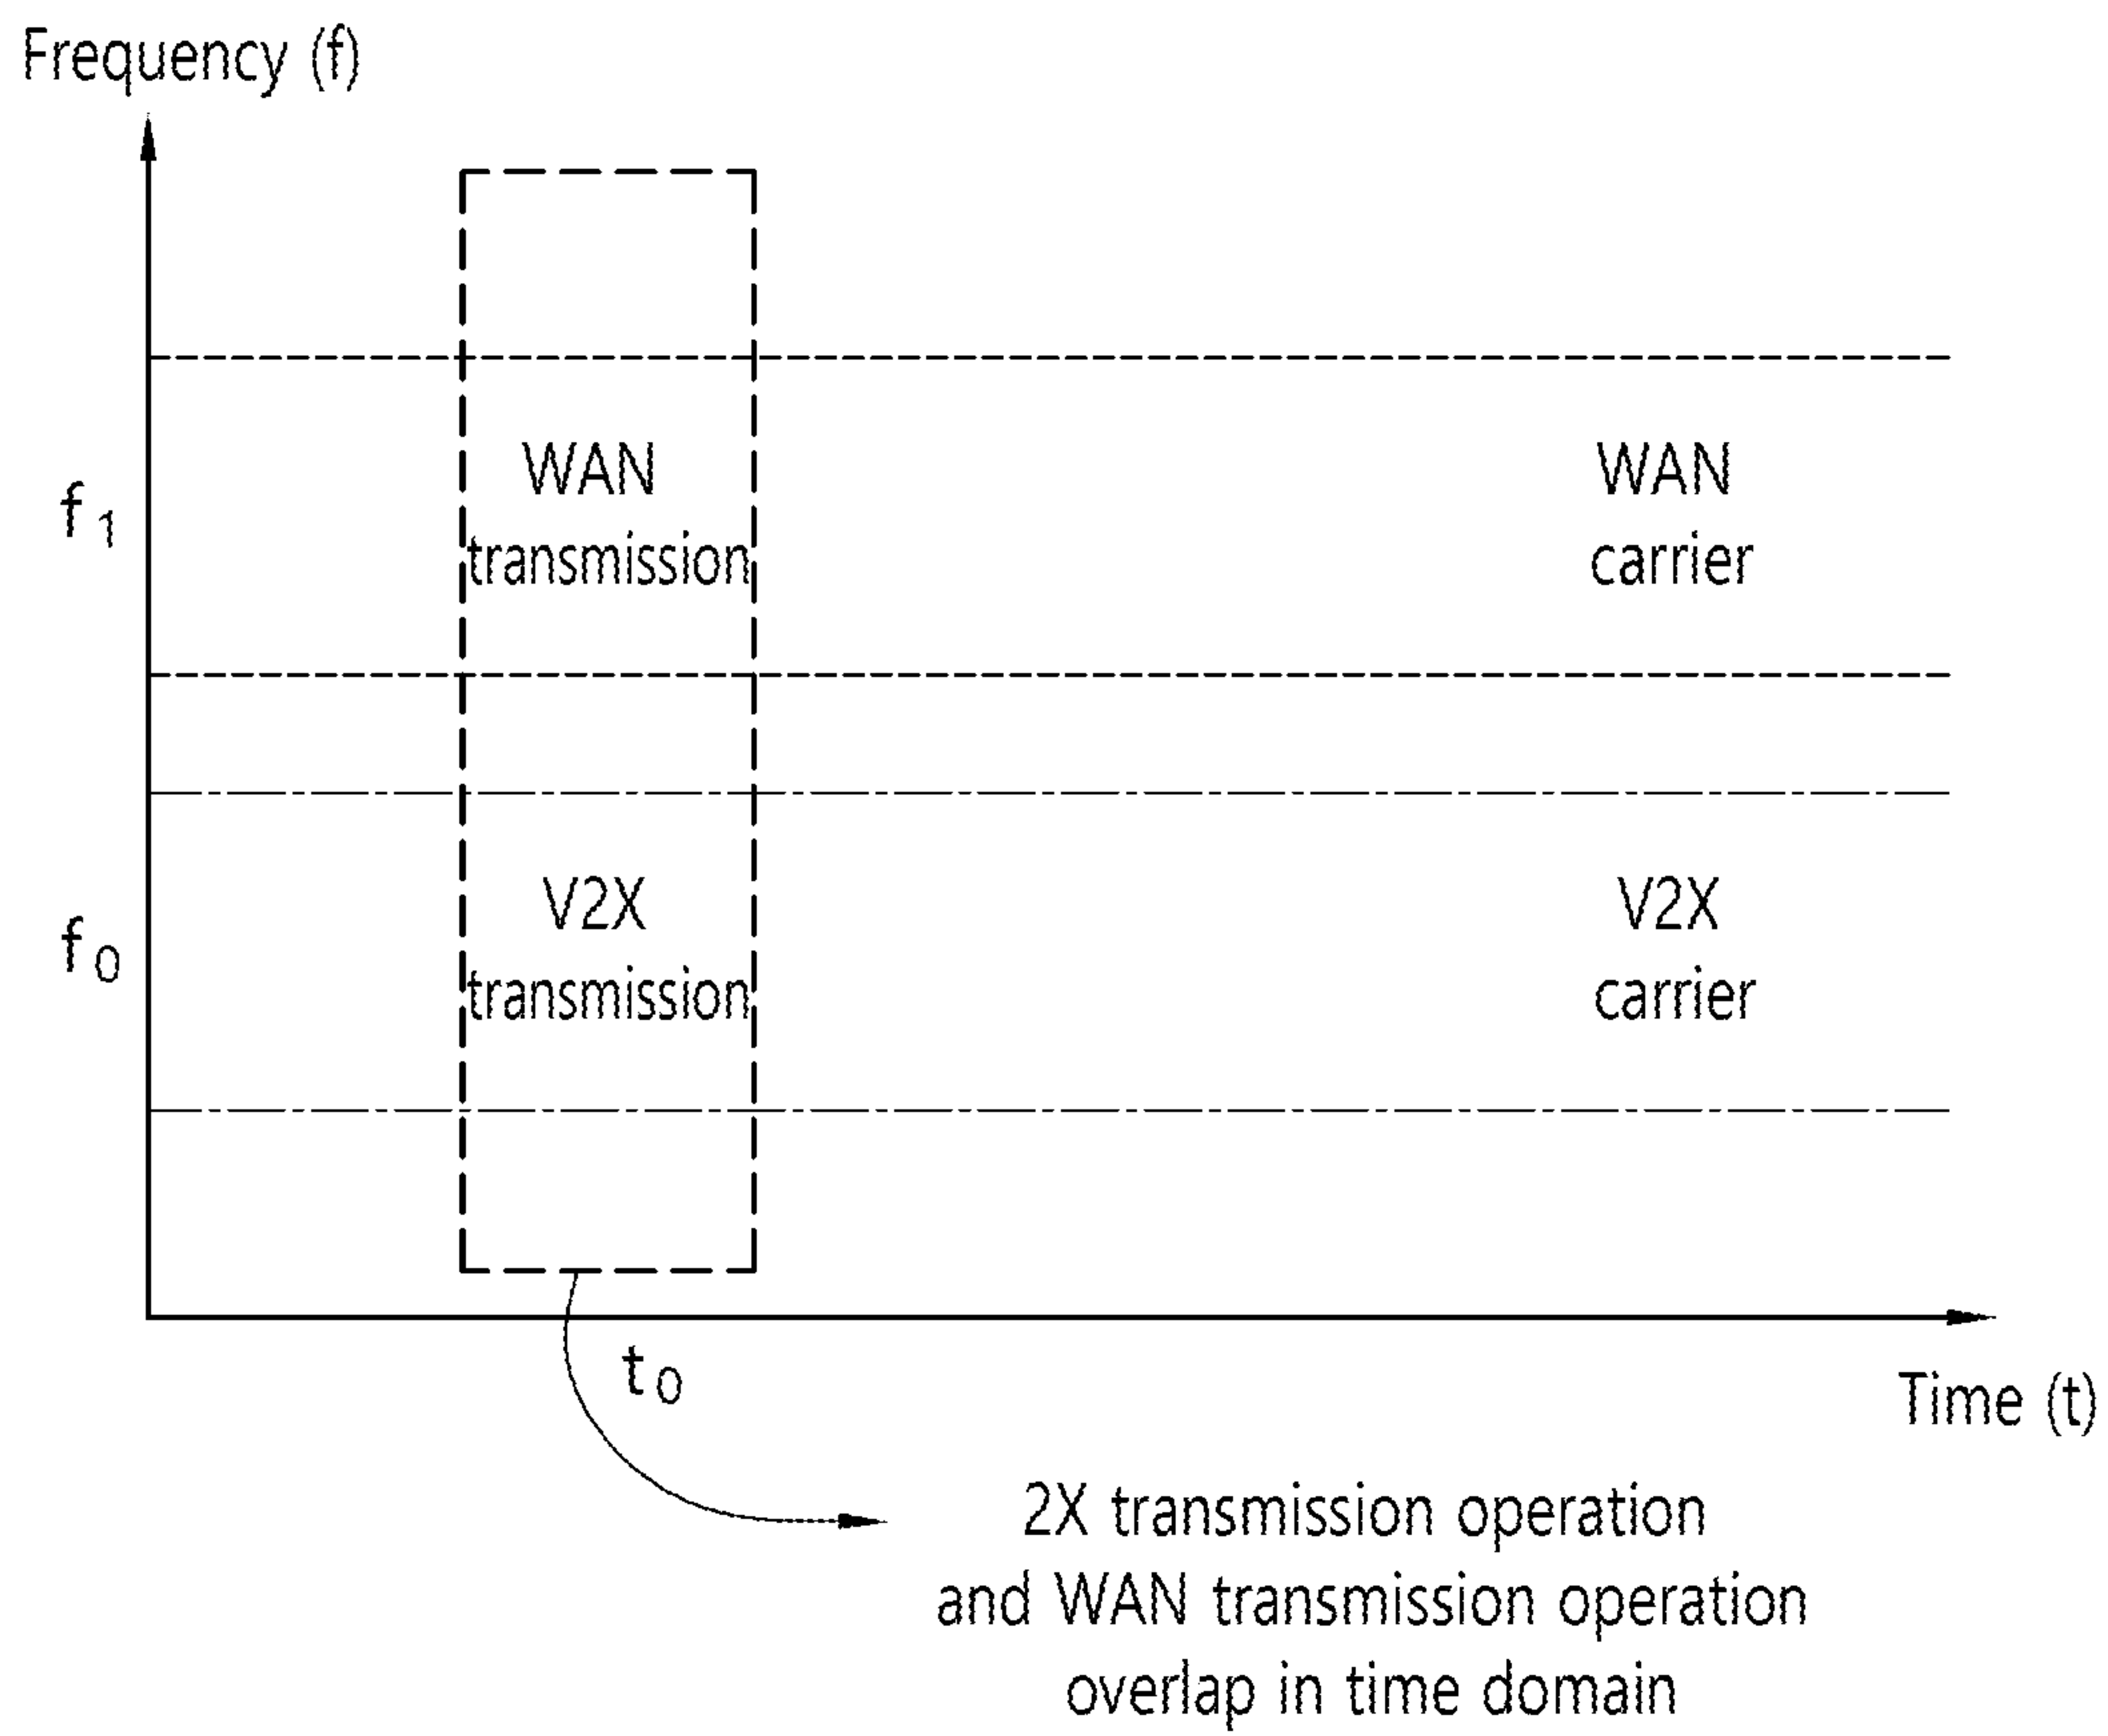 Frequency (f)
WAN
transmission
WAN
carrier
f1
V2X
transmission
V2X
carrier
f0
t0
Time (t)
2X transmission operation
and WAN transmission operation
overlap in time domain